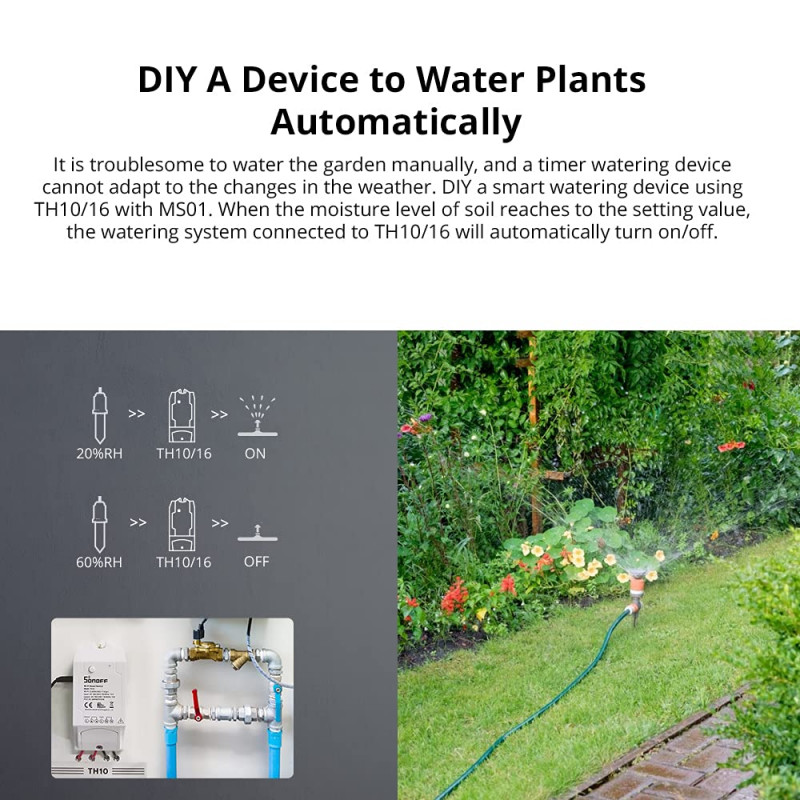 DIY A Device to Water Plants
Automatically
It is troublesome to water the garden manually, and a timer watering device
cannot adapt to the changes in the weather. DIY a smart watering device using
TH10/16 with MS01. When the moisture level of soil reaches to the setting value,
the watering system connected to TH10/16 will automatically turn on/off.
>> >>
20%RH TH10/16 ON
>> >>
60%RH TH10/16 OFF
SONOFF
TH10